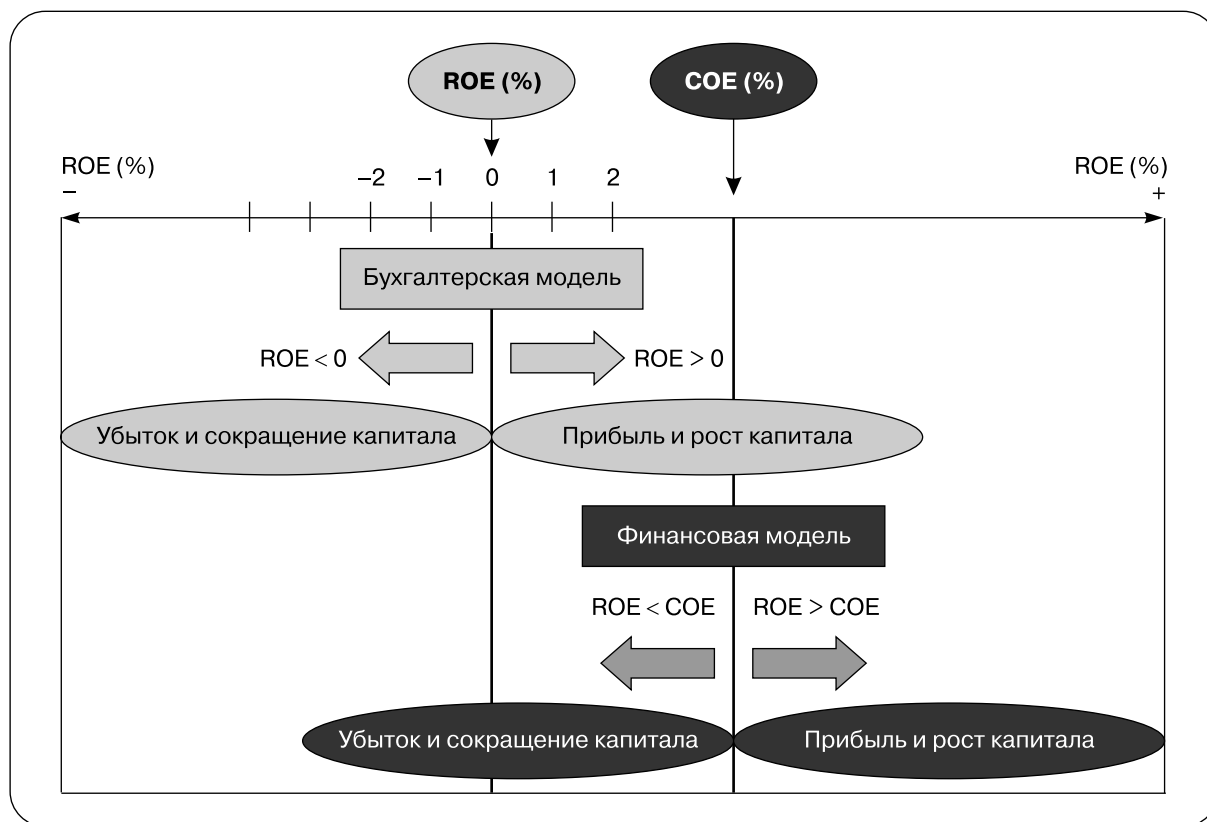 ROE (%)
COE (%)
ROE (%)
–
−2
−1
0
1
2
ROE (%)
+
Бухгалтерская модель
ROE < 0
ROE > 0
Убыток и сокращение капитала
Прибыль и рост капитала
Финансовая модель
ROE < COE
ROE > COE
Убыток и сокращение капитала
Прибыль и рост капитала